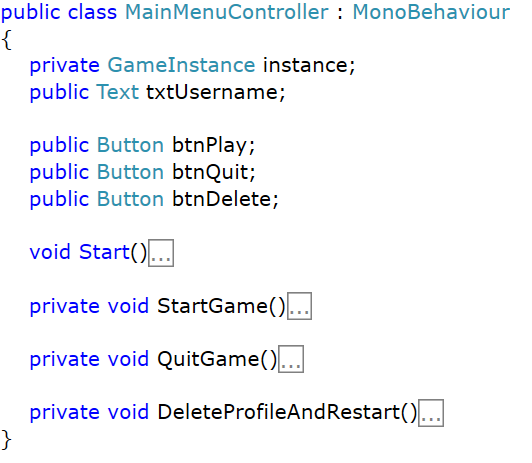 public class MainMenuController : MonoBehaviour
{
private GameInstance instance;
public Text txtUsername;
public Button btnPlay;
public Button btnQuit;
public Button btnDelete;
void Start()...
private void StartGame()...
private void QuitGame()...
private void DeleteProfileAndRestart()...
}